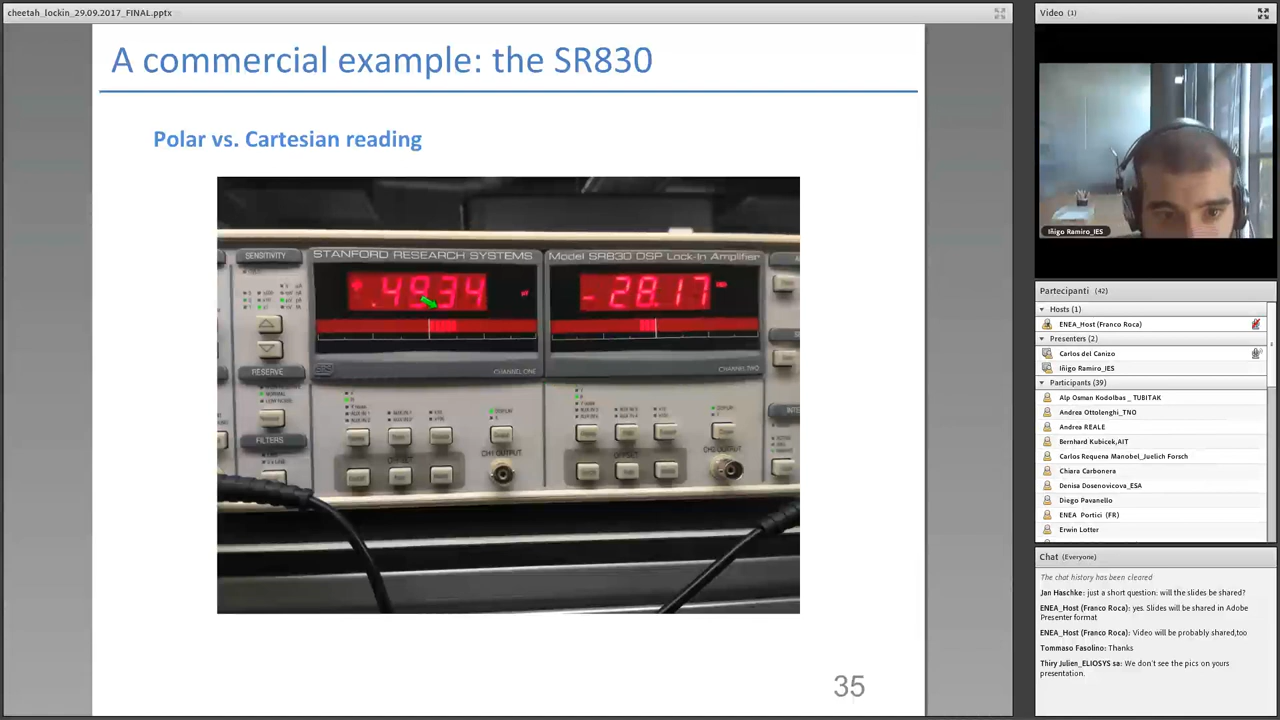 cheetah_lockin_29.09.2017_FINAL.pptx
A commercial example: the SR830
Polar vs. Cartesian reading
SENSITIVITY
STANFORD RESEARCH SYSTEMS
Model SR830 DSP Lock-In Amplifier
.4934
-28.17
RESERVE
CHANNEL ONE
CHANNEL TWO
FILTERS
OFFSET
OFFSET
CH1 OUTPUT
CH2 OUTPUT
35
Video (1)
Iñigo Ramiro_IES
Partecipanti (42)
Hosts (1)
ENEA_Host (Franco Roca)
Presenters (2)
Carlos del Canizo
Iñigo Ramiro_IES
Participants (39)
Alp Osman Kodolbas _ TUBITAK
Andrea Ottolenghi_TNO
Andrea REALE
Bernhard Kubicek,AIT
Carlos Requena Manobel_Juelich Forsch
Chiara Carbonera
Denisa Dosenovicova_ESA
Diego Pavanello
ENEA Portici (FR)
Erwin Lotter
Chat (Everyone)
The chat history has been cleared
Jan Haschke: just a short question: will the slides be shared?
ENEA_Host (Franco Roca): yes. Slides will be shared in Adobe
Presenter format
ENEA_Host (Franco Roca): Video will be probably shared,too
Tommaso Fasolino: Thanks
Thiry Julien_ELIOSYS sa: We don't see the pics on yours
presentation.